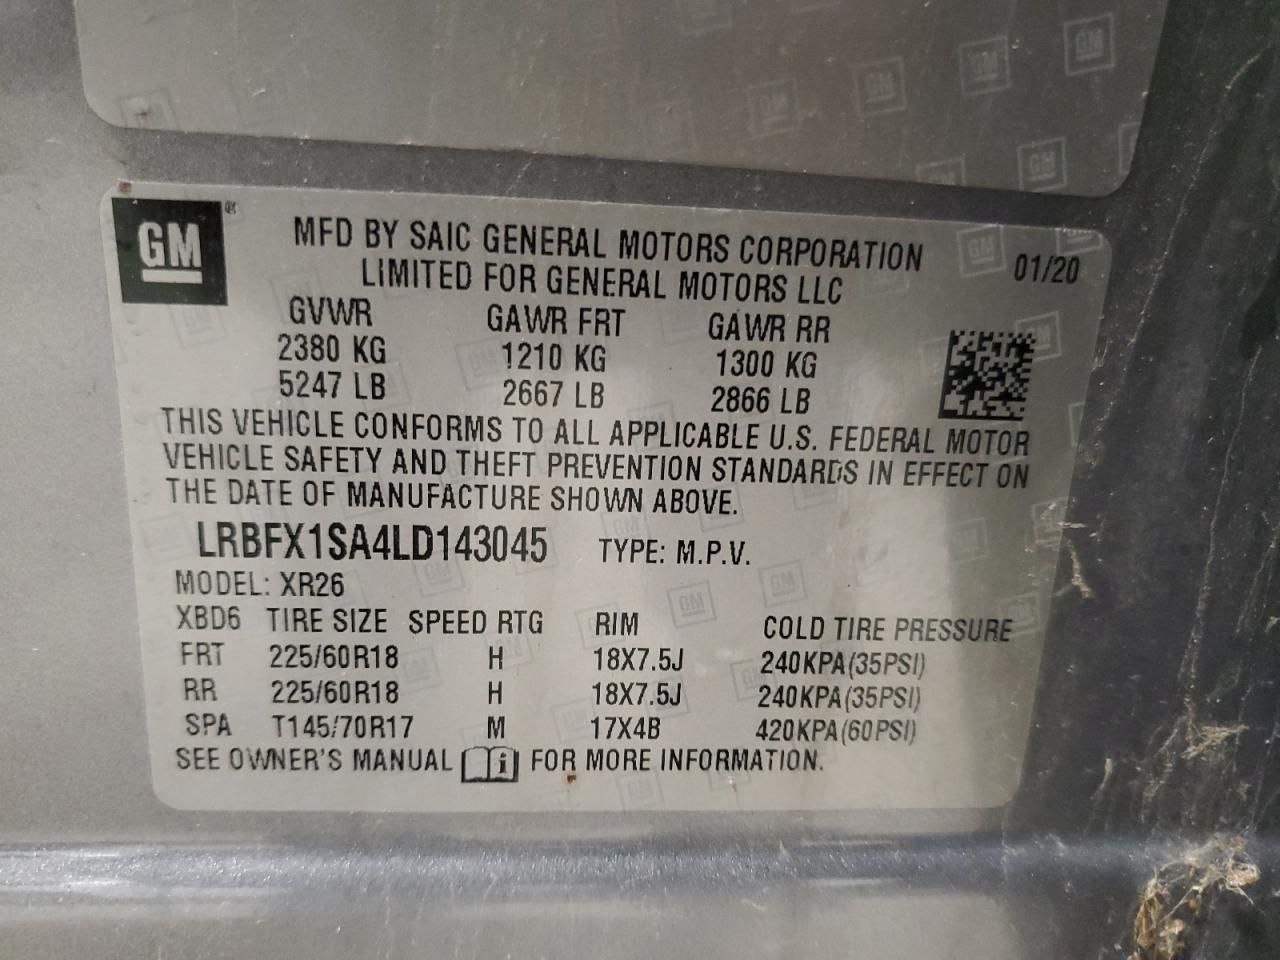 GM ®
MFD BY SAIC GENERAL MOTORS CORPORATION
LIMITED FOR GENERAL MOTORS LLC
01/20
GVWR GAWR FRT GAWR RR
2380 KG 1210 KG 1300 KG
5247 LB 2667 LB 2866 LB
THIS VEHICLE CONFORMS TO ALL APPLICABLE U.S. FEDERAL MOTOR
VEHICLE SAFETY AND THEFT PREVENTION STANDARDS IN EFFECT ON
THE DATE OF MANUFACTURE SHOWN ABOVE.
LRBFX1SA4LD143045 TYPE: M.P.V.
MODEL: XR26
XBD6 TIRE SIZE SPEED RTG RIM COLD TIRE PRESSURE
FRT 225/60R18 H 18X7.5J 240KPA(35PSI)
RR 225/60R18 H 18X7.5J 240KPA(35PSI)
SPA T145/70R17 M 17X4B 420KPA(60PSI)
SEE OWNER'S MANUAL i FOR MORE INFORMATION.